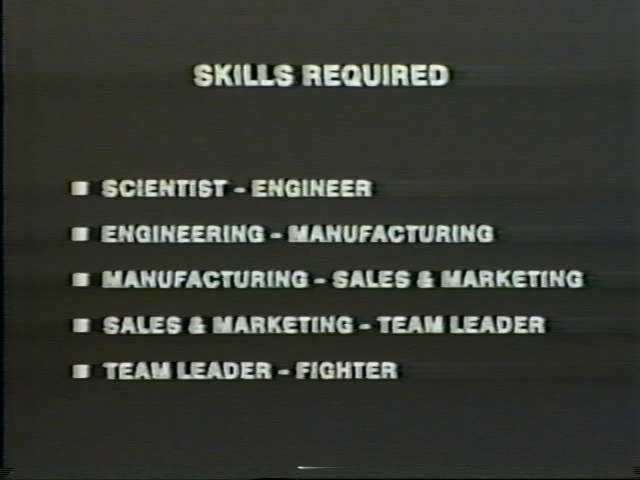 SKILLS REQUIRED
SCIENTIST - ENGINEER
ENGINEERING - MANUFACTURING
MANUFACTURING - SALES & MARKETING
SALES & MARKETING - TEAM LEADER
TEAM LEADER - FIGHTER